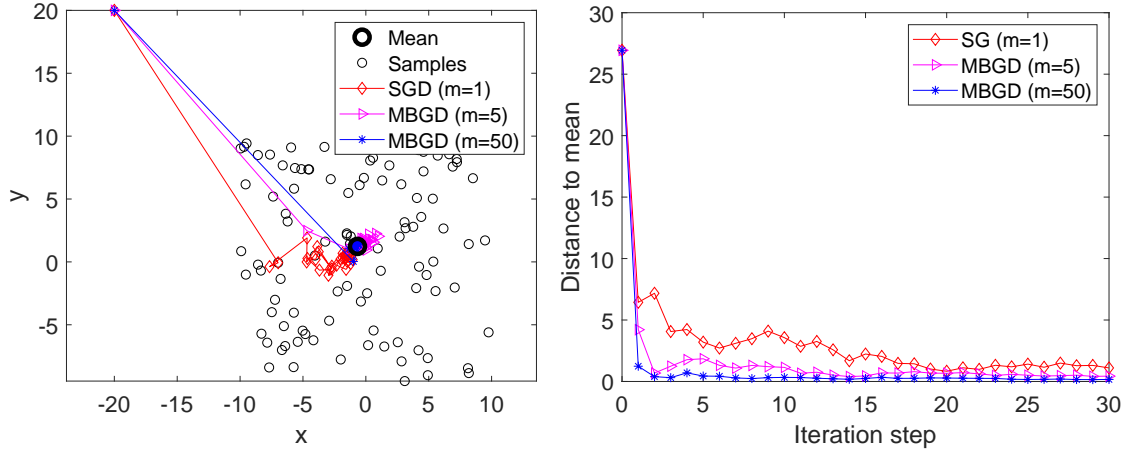 20
15
10
5
0
-5
-20
-15
-10
-5
0
5
10
x
y
Mean
Samples
SGD (m=1)
MBGD (m=5)
MBGD (m=50)
30
25
20
15
10
5
0
0
5
10
15
20
25
30
Iteration step
Distance to mean
SG (m=1)
MBGD (m=5)
MBGD (m=50)